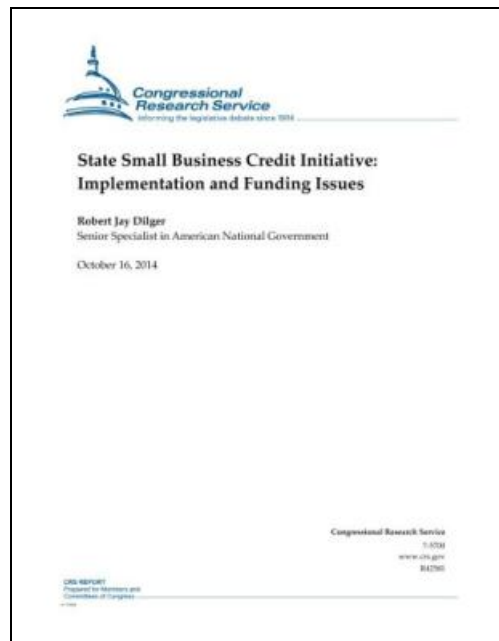 Congressional
Research Service
Informing the legislative debate since 1914
State Small Business Credit Initiative:
Implementation and Funding Issues
Robert Jay Dilger
Senior Specialist in American National Government
October 16, 2014
Congressional Research Service
7-5700
www.crs.gov
R42581
CRS REPORT
Prepared for Members and
Committees of Congress